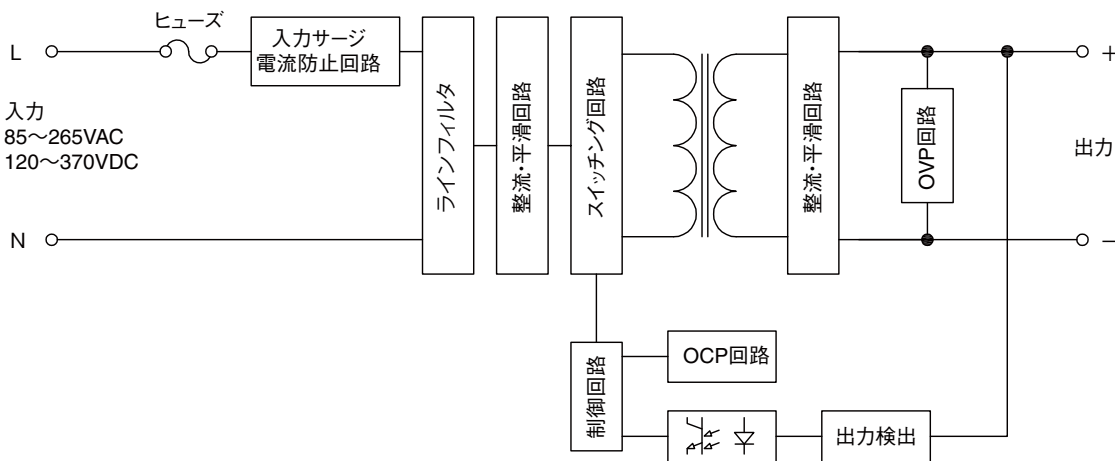 ヒューズ
L
入力サージ
電流防止回路
入力
85～265VAC
120～370VDC
N
ラインフィルタ
整流・平滑回路
スイッチング回路
整流・平滑回路
OVP回路
+
出力
−
制御回路
OCP回路
出力検出